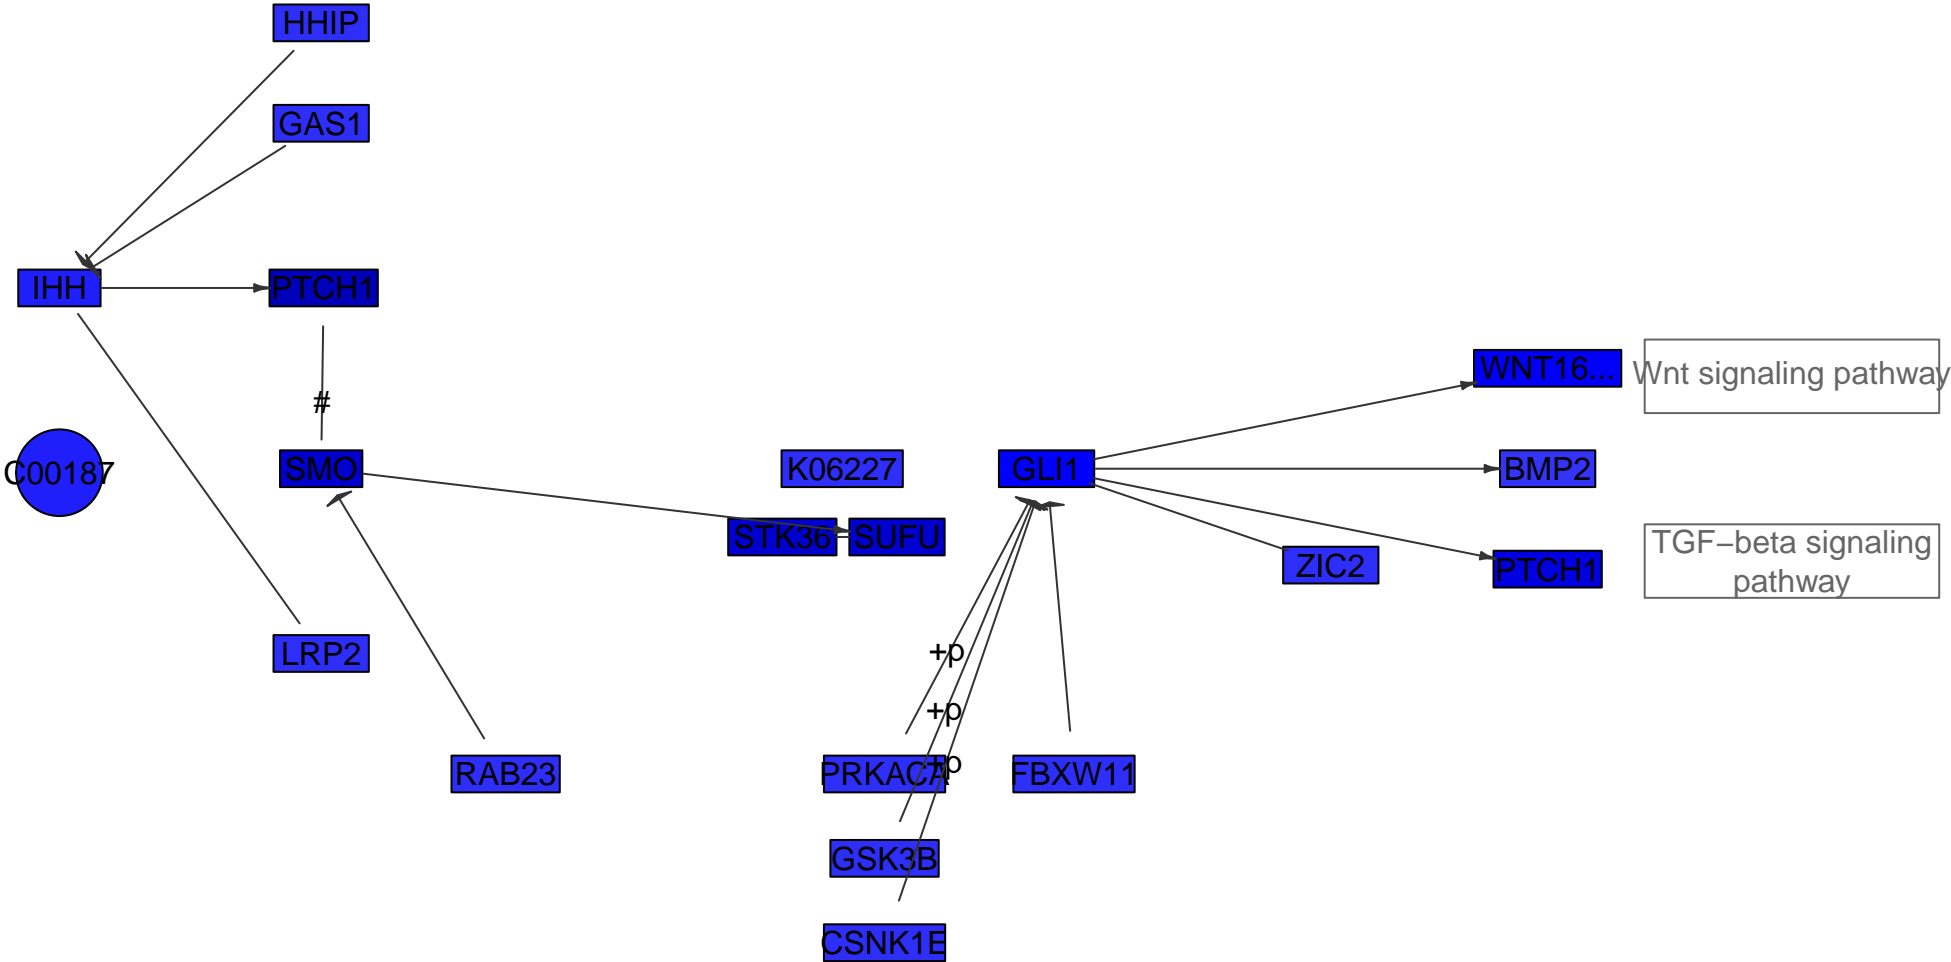 HHIP
GAS1
IHH
PTCH1
#
WNT16...
Wnt signaling pathway
C00187
SMO
K06227
GLI1
BMP2
STK36
SUFU
ZIC2
PTCH1
TGF−beta signaling
pathway
LRP2
+p
+p
+p
RAB23
PRKACA
FBXW11
GSK3B
CSNK1E